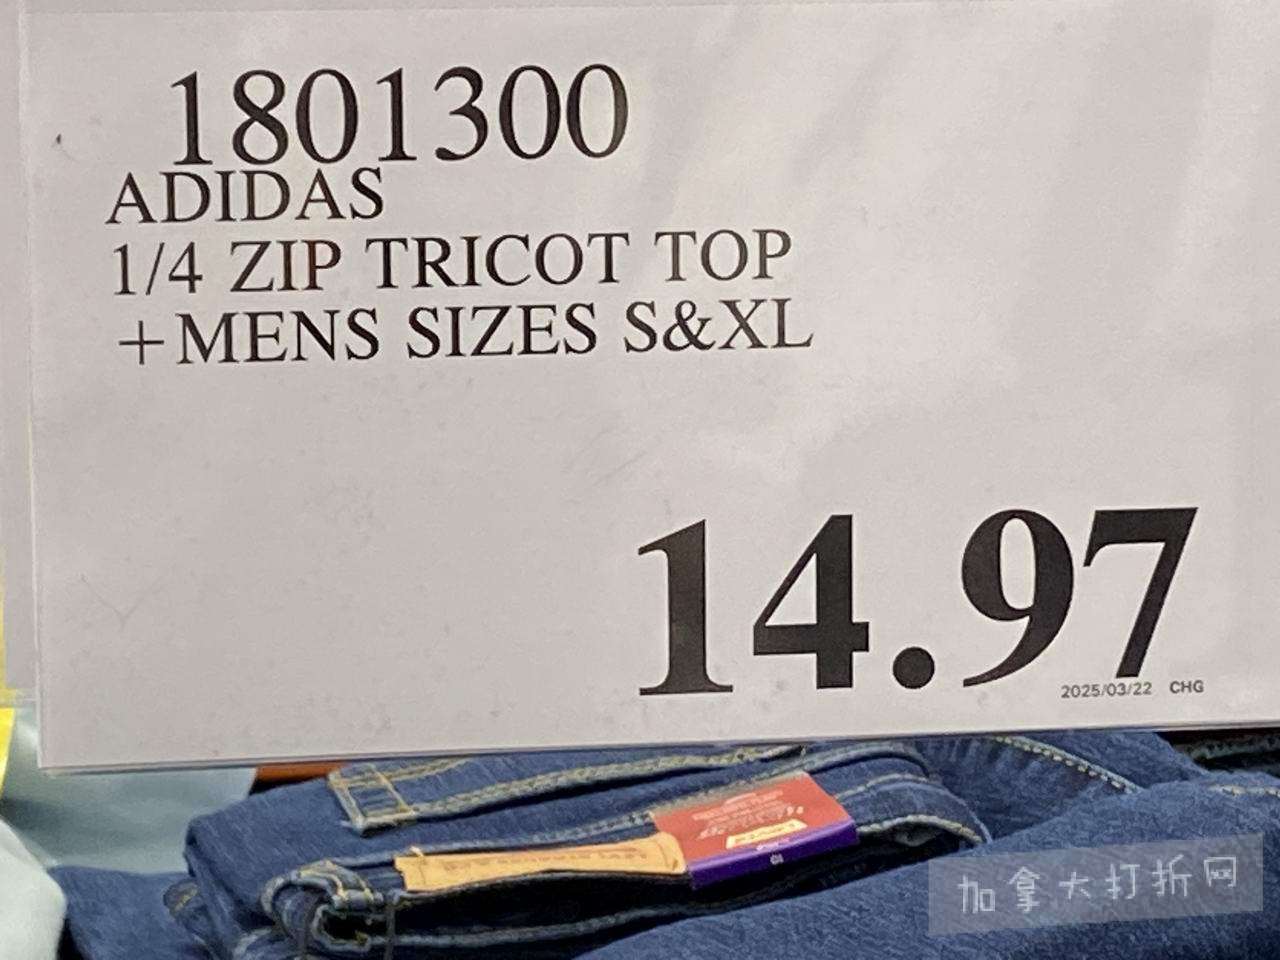 1801300
ADIDAS
1/4 ZIP TRICOT TOP
+MENS SIZES S&XL
14.97
2025/03/22 CHG
加拿大打折网